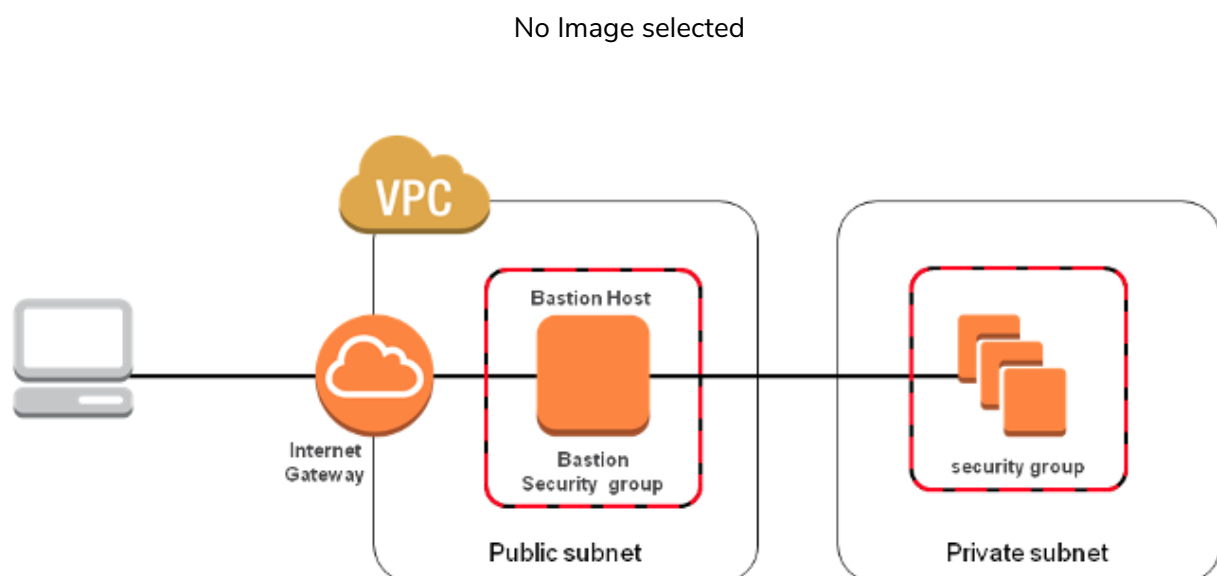 No Image selected
VPC
Bastion Host
Internet
Gateway
Bastion
Security group
security group
Public subnet
Private subnet